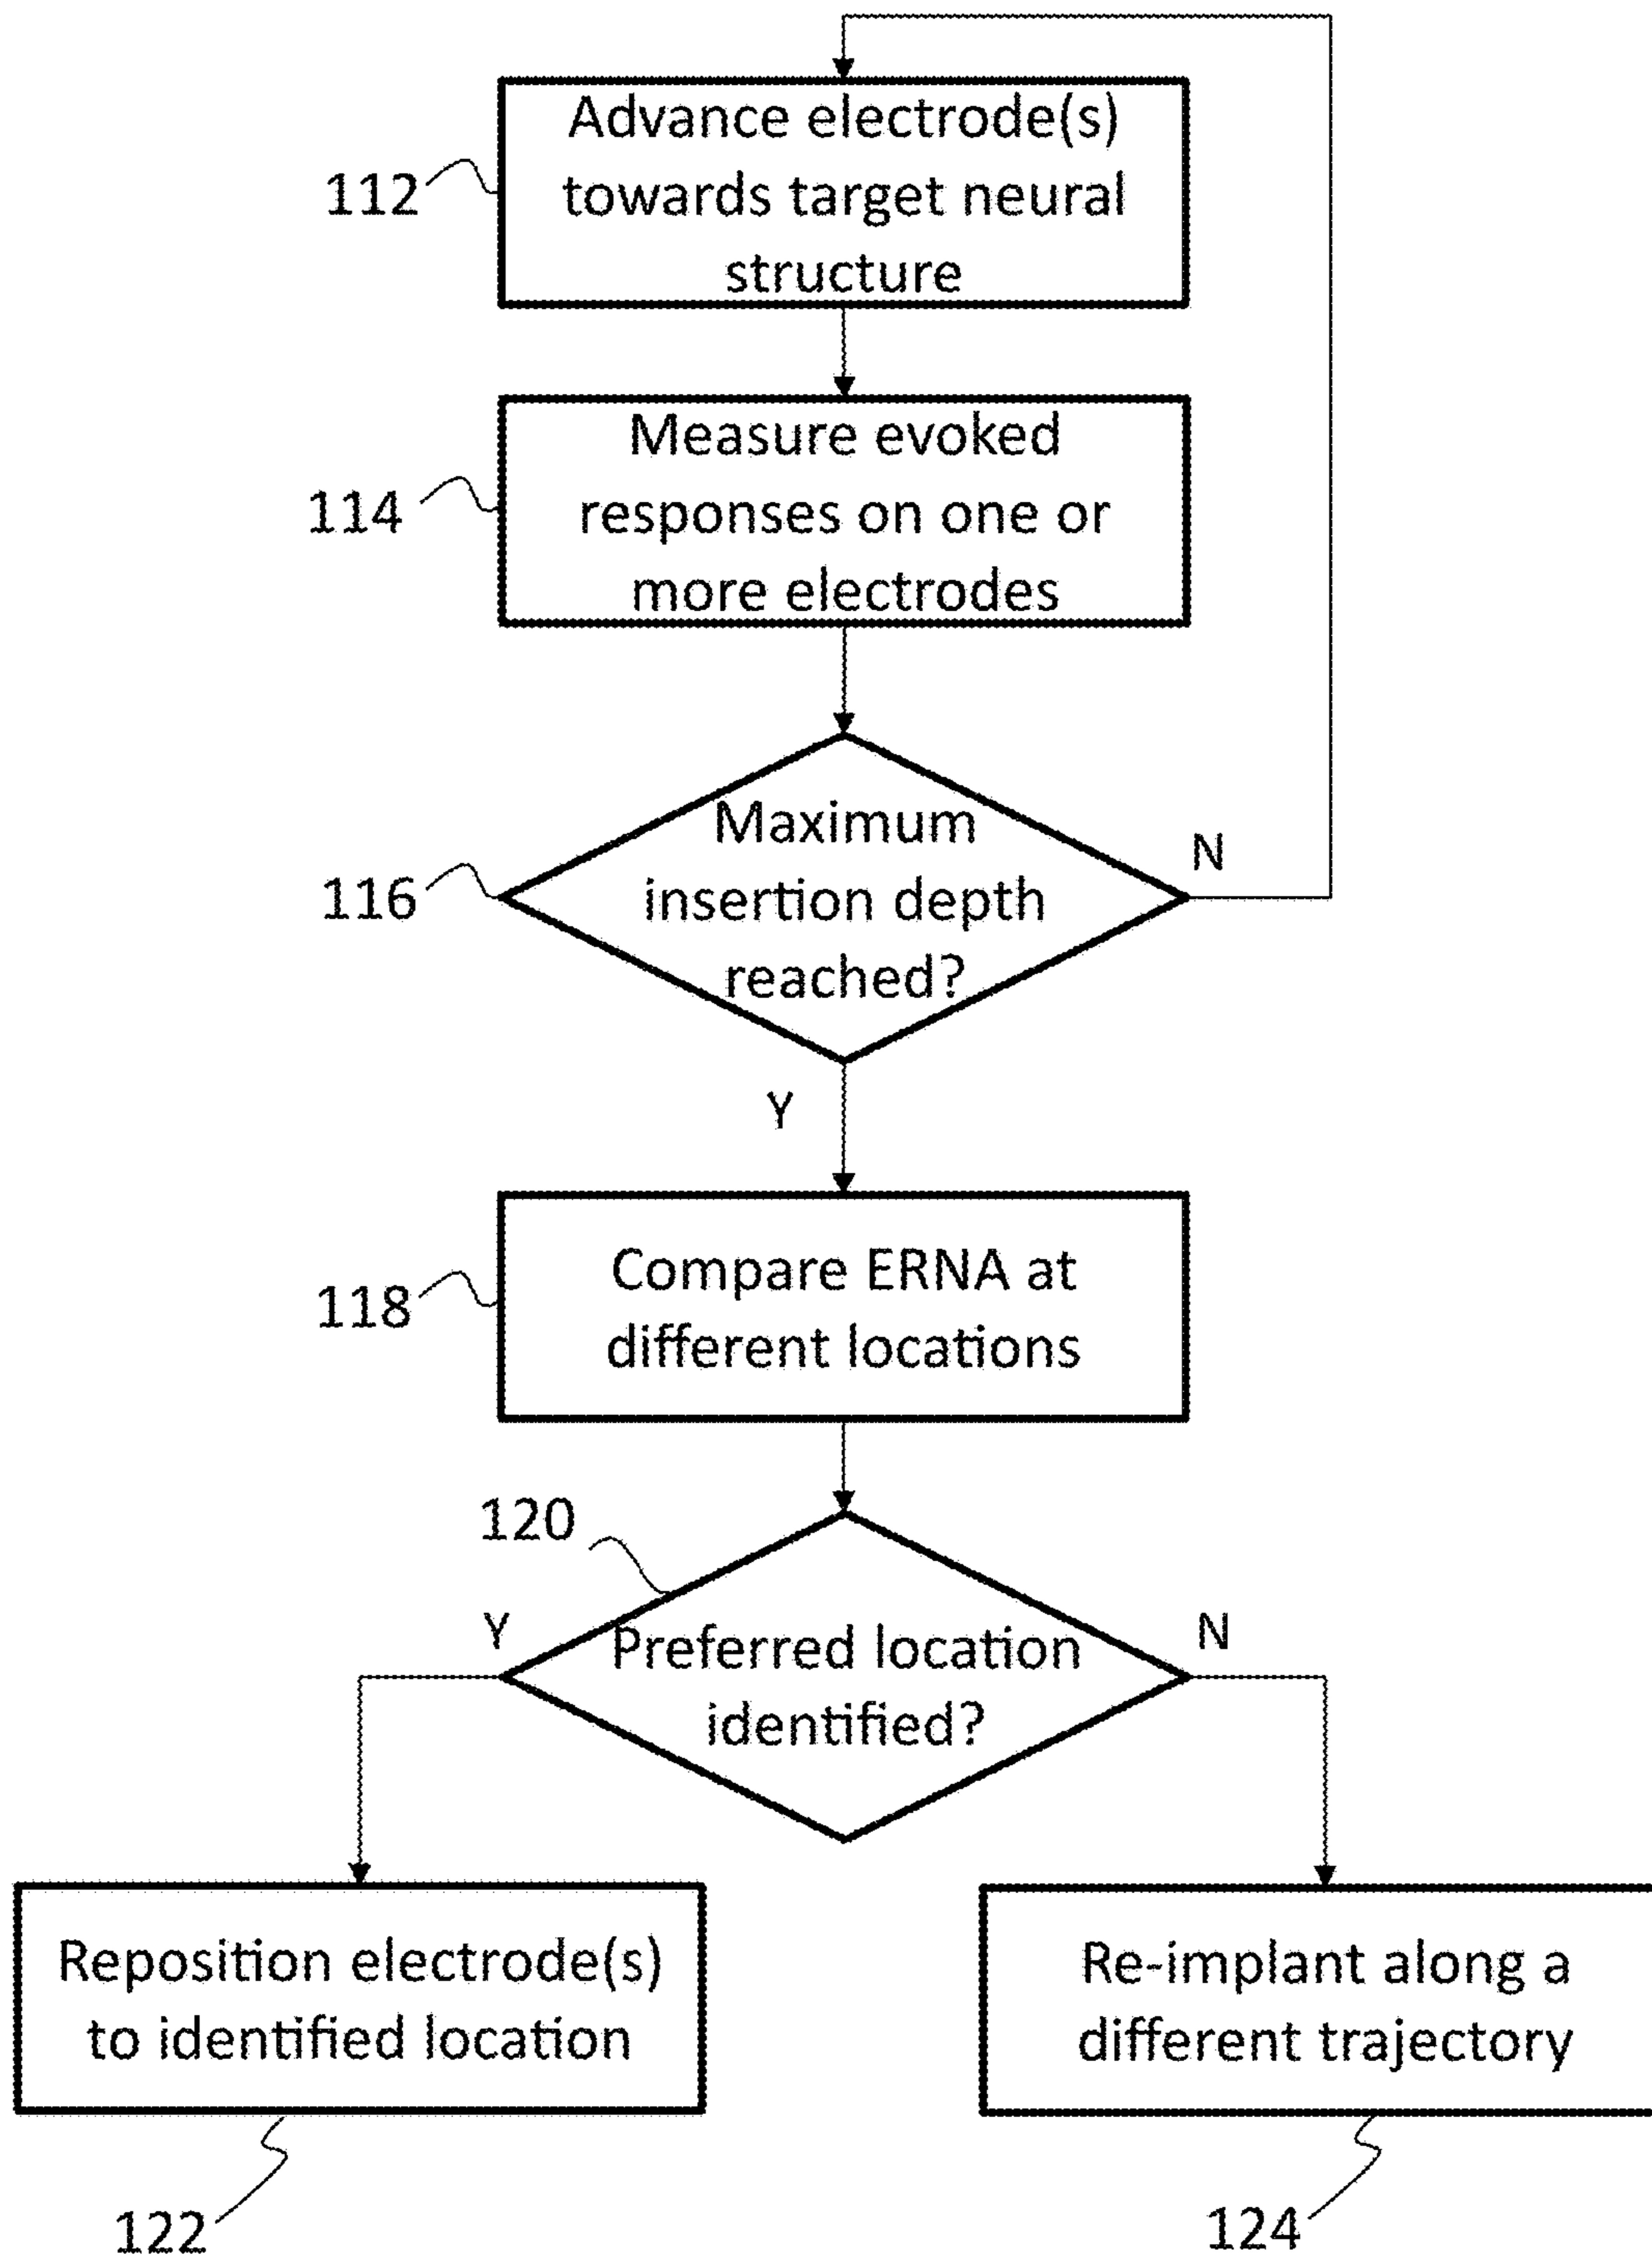 Advance electrode(s)
112
towards target neural
structure
Measure evoked
114
responses on one or
more electrodes
Maximum
N
116
insertion depth
reached?
Y
Compare ERNA at
118
different locations
120
Y
N
Preferred location
identified?
Reposition electrode(s)
to identified location
Re-implant along a
different trajectory
122
124